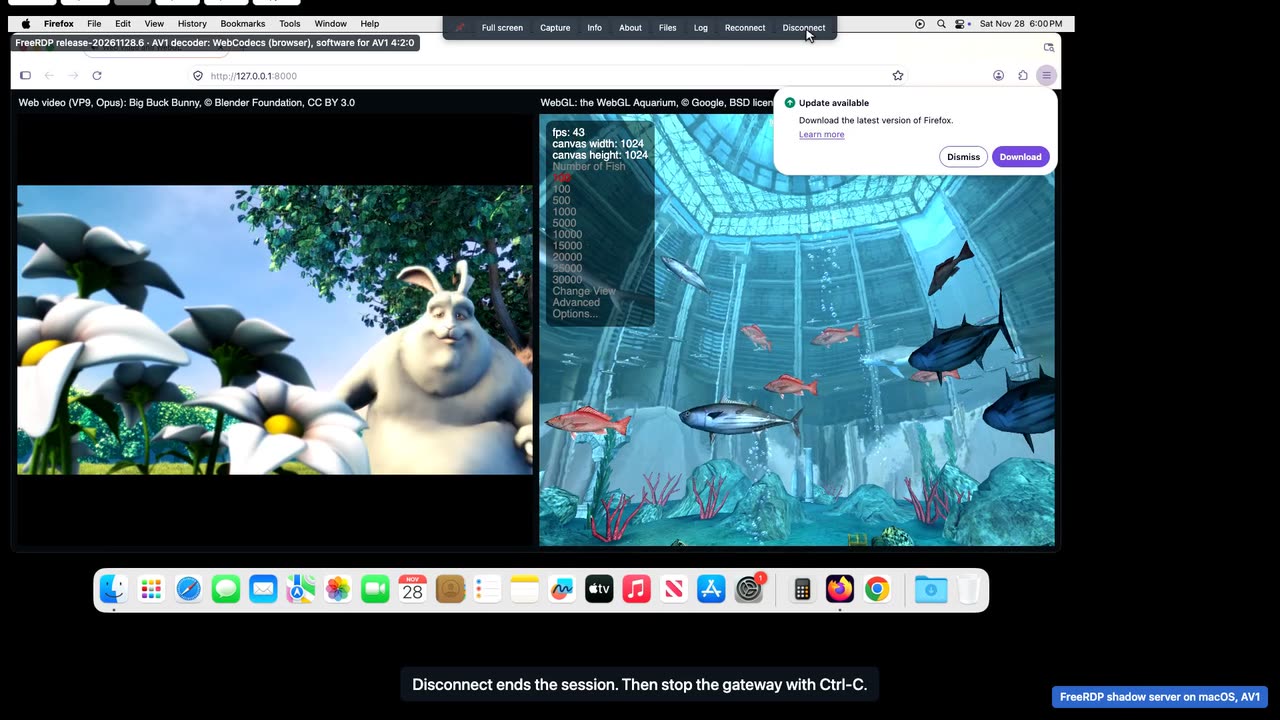 Firefox File Edit View History Bookmarks Tools Window Help
Full screen Capture Info About Files Log Reconnect Disconnect
Sat Nov 28 6:00 PM
FreeRDP release-20261128.6 · AV1 decoder: WebCodecs (browser), software for AV1 4:2:0
http://127.0.0.1:8000
Web video (VP9, Opus): Big Buck Bunny, © Blender Foundation, CC BY 3.0
WebGL: the WebGL Aquarium, © Google, BSD licen
Update available
Download the latest version of Firefox.
Learn more
Dismiss Download
fps: 43
canvas width: 1024
canvas height: 1024
Number of Fish
100
500
1000
5000
10000
15000
20000
25000
30000
Change View
Advanced
Options...
NOV
28
tv
1
Disconnect ends the session. Then stop the gateway with Ctrl-C.
FreeRDP shadow server on macOS, AV1